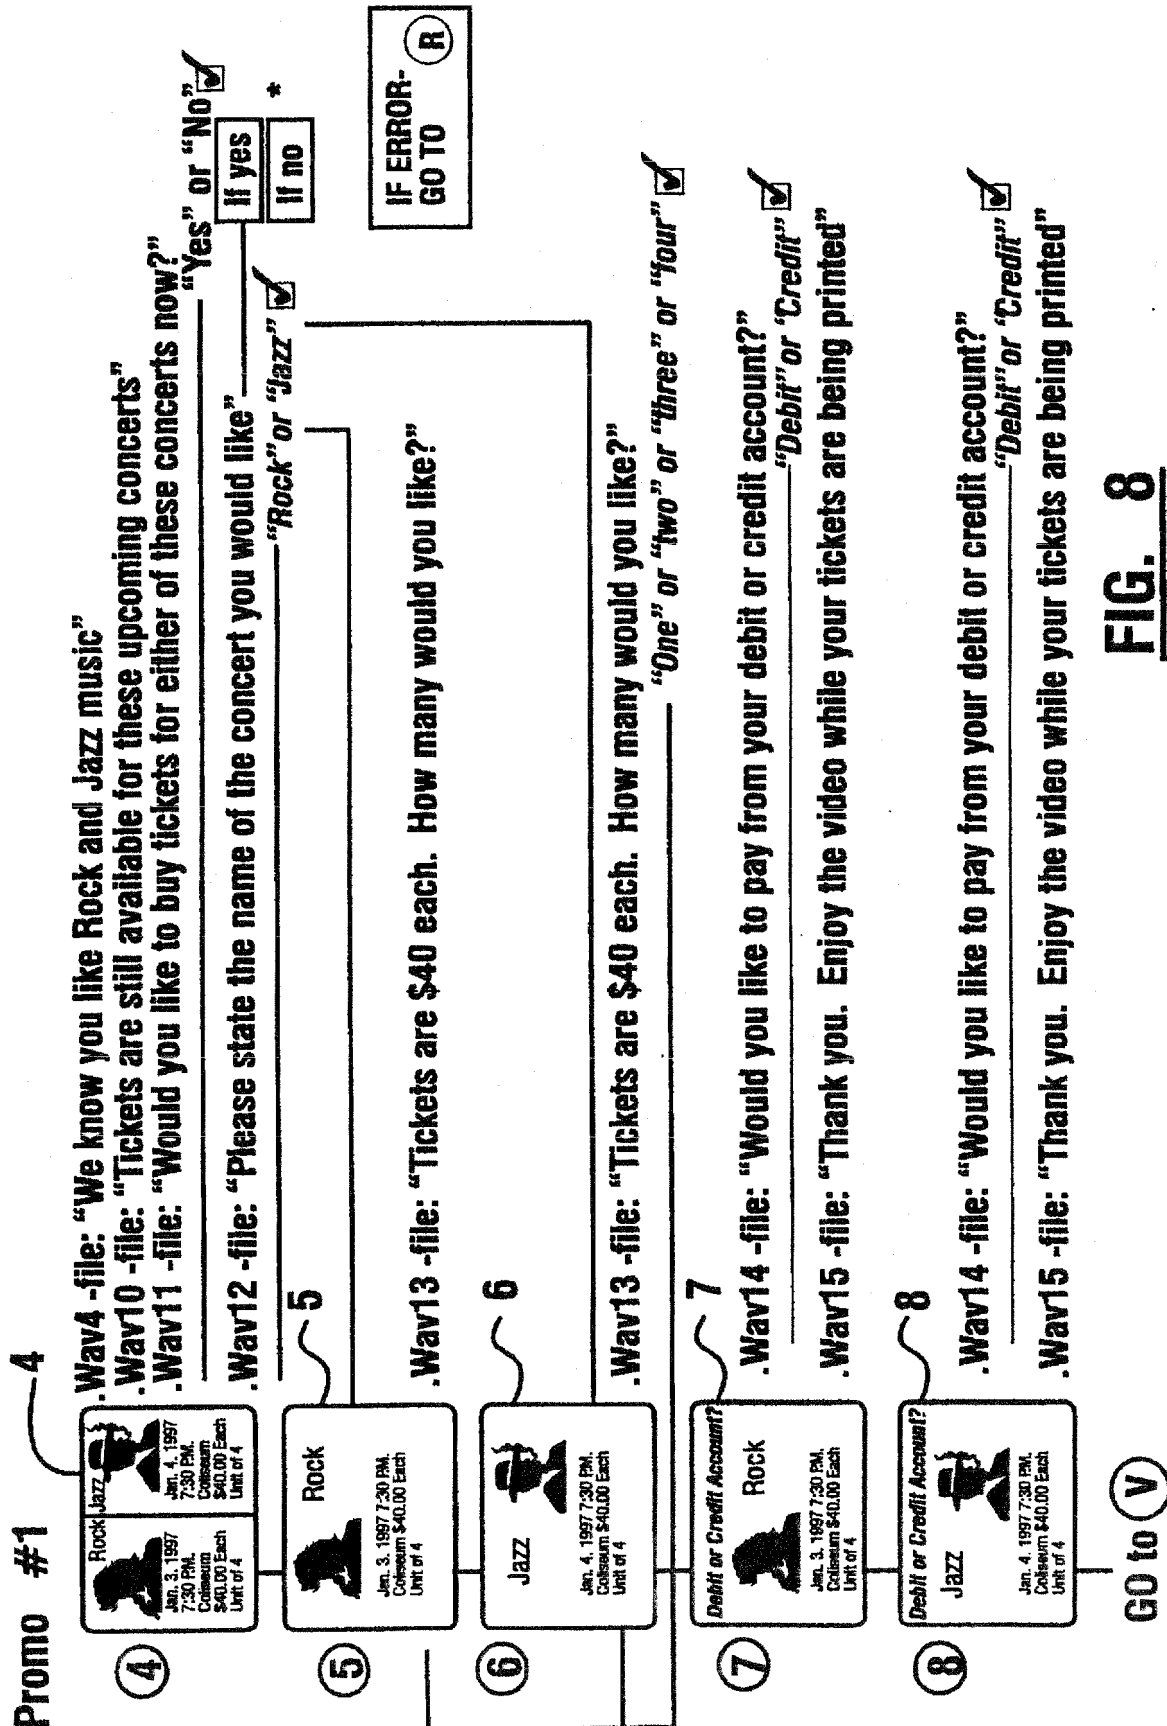 Promo #1
4
Rock
Jan. 3. 1997
7:30 P.M.
Coliseum
$40.00 Each
Unit of 4
Jazz
Jan. 4. 1997
7:30 P.M.
Coliseum
$40.00 Each
Unit of 4
4
.Wav4 -file: “We know you like Rock and Jazz music”
.Wav10 -file: “Tickets are still available for these upcoming concerts”
.Wav11 -file: “Would you like to buy tickets for either of these concerts now?”
“Yes” or “No”
If yes
If no *
.Wav12 -file: “Please state the name of the concert you would like”
“Rock” or “Jazz”
IF ERROR-
GO TO R
5
Rock
Jan. 3. 1997 7:30 P.M.
Coliseum $40.00 Each
Unit of 4
5
.Wav13 -file: “Tickets are $40 each. How many would you like?”
6
Jazz
Jan. 4. 1997 7:30 P.M.
Coliseum $40.00 Each
Unit of 4
6
.Wav13 -file: “Tickets are $40 each. How many would you like?”
“One” or “two” or “three” or “four”
7
Debit or Credit Account?
Rock
Jan. 3. 1997 7:30 P.M.
Coliseum $40.00 Each
Unit of 4
7
.Wav14 -file: “Would you like to pay from your debit or credit account?”
“Debit” or ‘Credit”
.Wav15 -file: “Thank you. Enjoy the video while your tickets are being printed”
8
Debit or Credit Account?
Jazz
Jan. 4. 1997 7:30 P.M.
Coliseum $40.00 Each
Unit of 4
8
.Wav14 -file: “Would you like to pay from your debit or credit account?”
“Debit” or ‘Credit”
.Wav15 -file: “Thank you. Enjoy the video while your tickets are being printed”
GO to V
FIG. 8